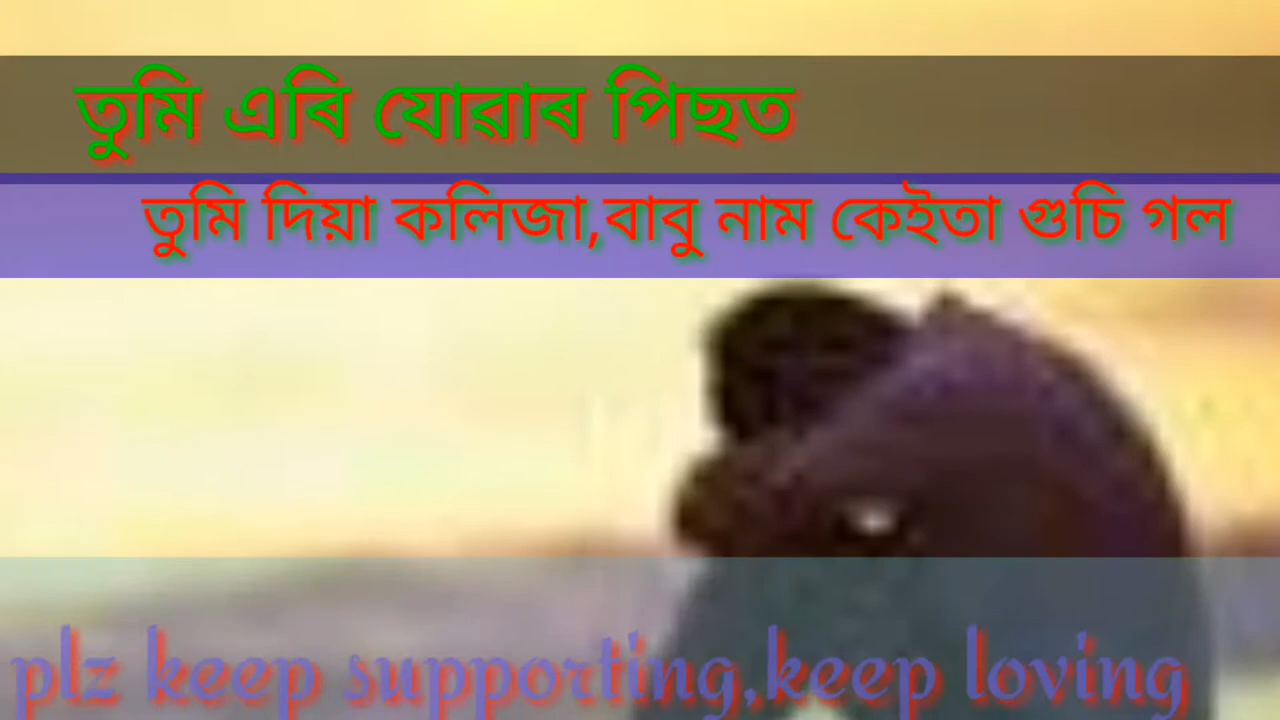 তুমি এৰি যোৱাৰ পিছত
তুমি দিয়া কলিজা,বাবু নাম কেইতা গুচি গল
plz keep supporting,keep loving